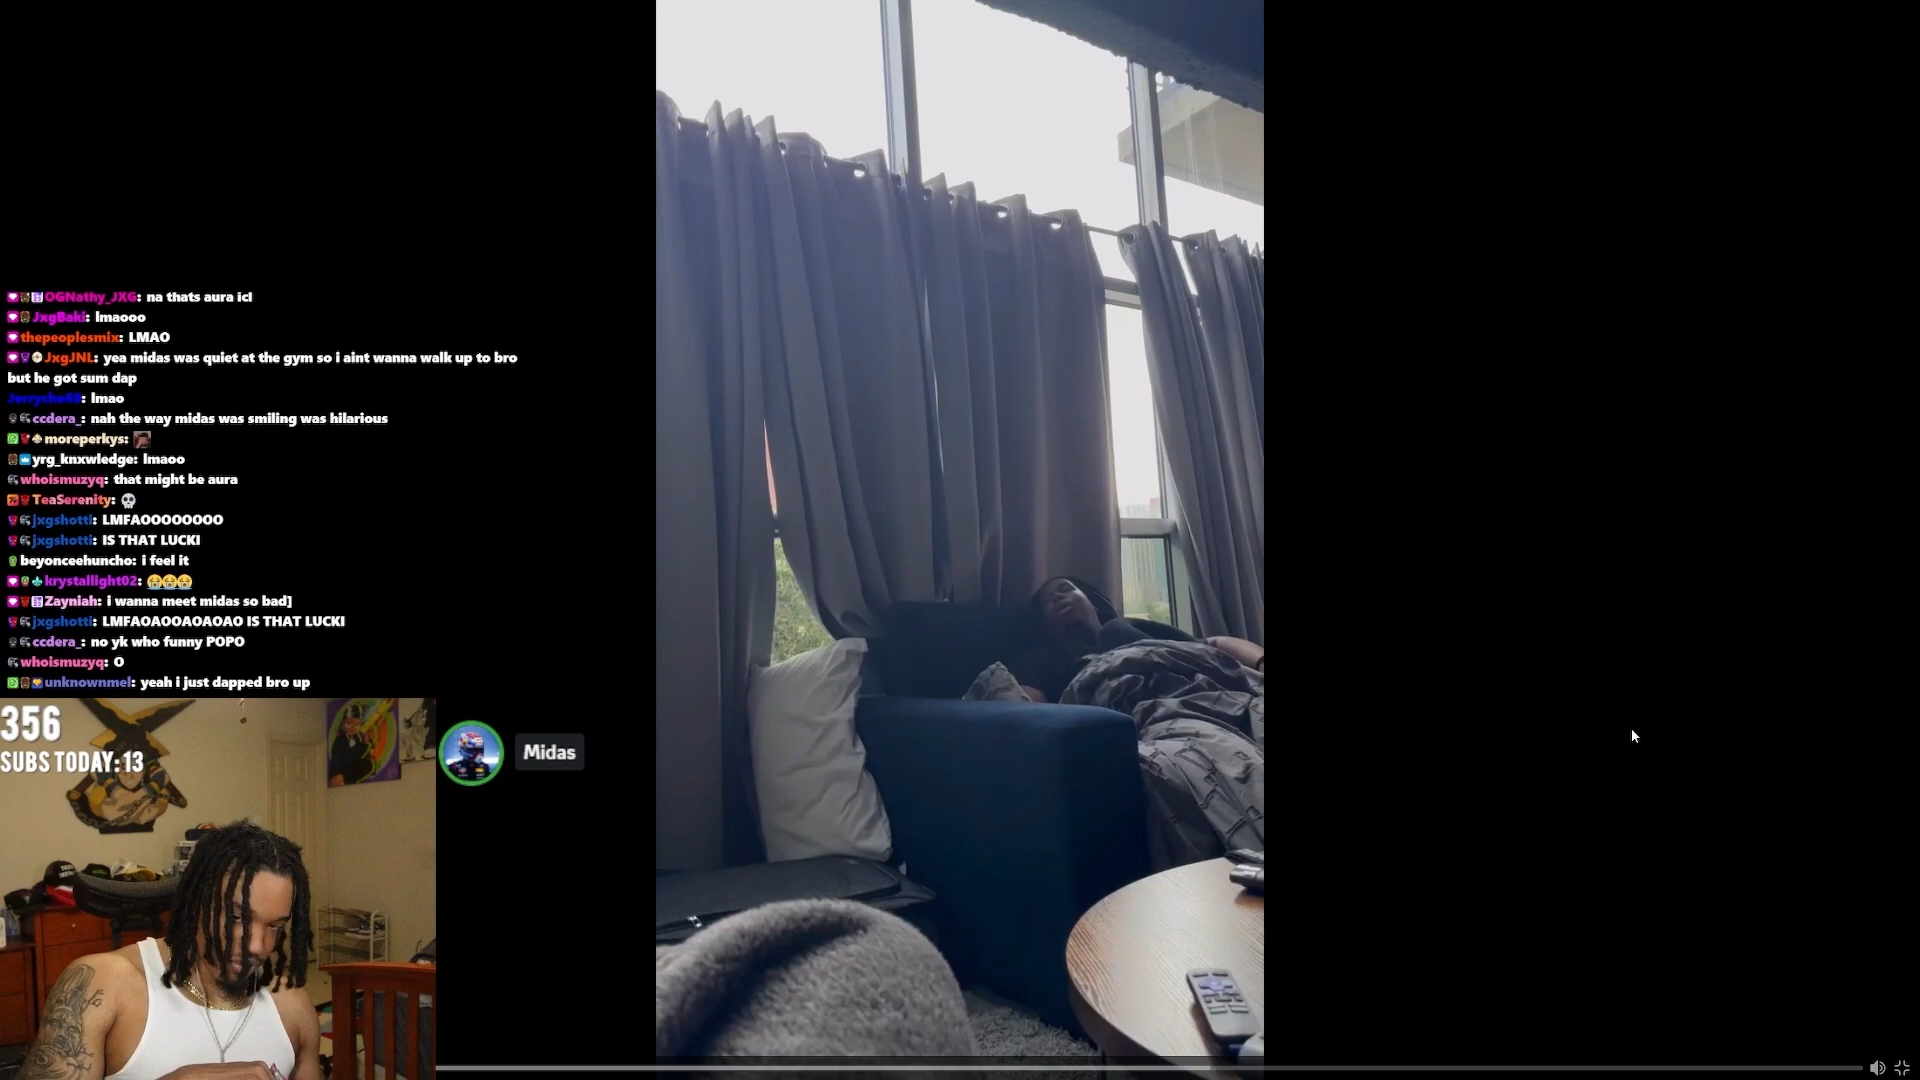 OGNathy_JXG: na thats aura icl
JxgBaki: lmaooo
thepeoplesmix: LMAO
JxgJNL: yea midas was quiet at the gym so i aint wanna walk up to bro
but he got sum dap
Jerrycho69: lmao
ccdera_: nah the way midas was smiling was hilarious
moreperkys:
yrg_knxwledge: lmaoo
whoismuzyq: that might be aura
TeaSerenity: 💀
jxgshotti: LMFAOOOOOOOO
jxgshotti: IS THAT LUCKI
beyonceehuncho: i feel it
krystallight02: 😭😭😭
Zayniah: i wanna meet midas so bad]
jxgshotti: LMFAOAOOAOAOAO IS THAT LUCKI
ccdera_: no yk who funny POPO
whoismuzyq: O
unknownmel: yeah i just dapped bro up
356
SUBS TODAY: 13
Midas